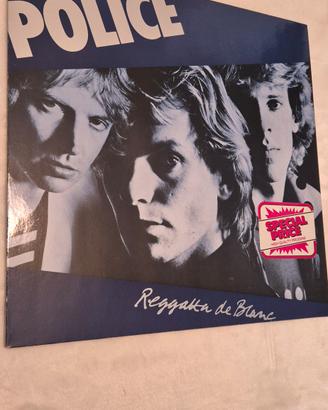 POLICE
SPECIAL
PRICE
Reggatta de Blanc